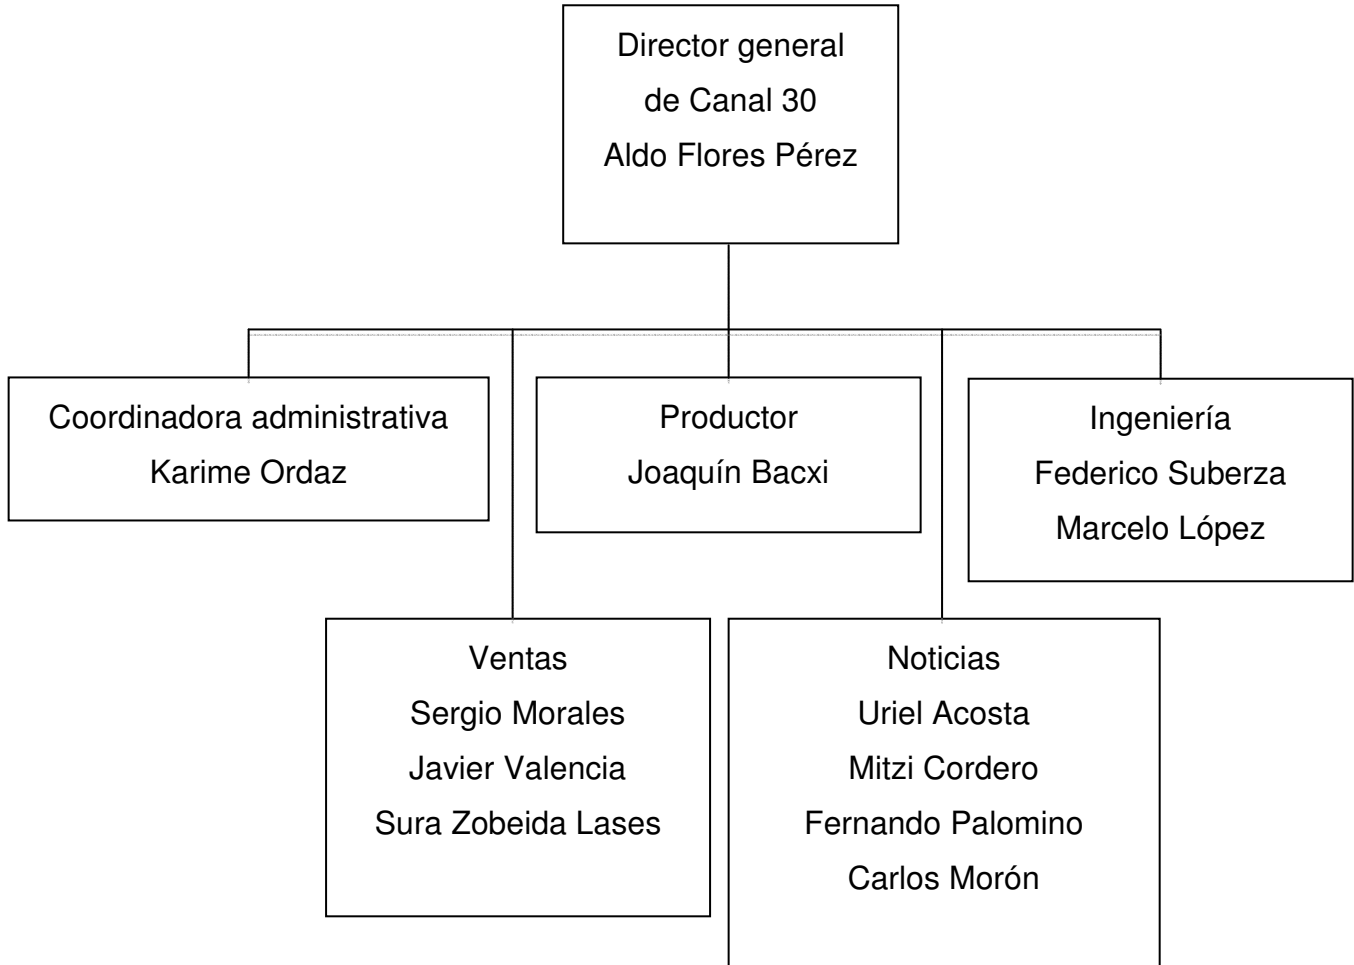 Director general
de Canal 30
Aldo Flores Pérez
Coordinadora administrativa
Karime Ordaz
Productor
Joaquín Bacxi
Ingeniería
Federico Suberza
Marcelo López
Ventas
Sergio Morales
Javier Valencia
Sura Zobeida Lases
Noticias
Uriel Acosta
Mitzi Cordero
Fernando Palomino
Carlos Morón